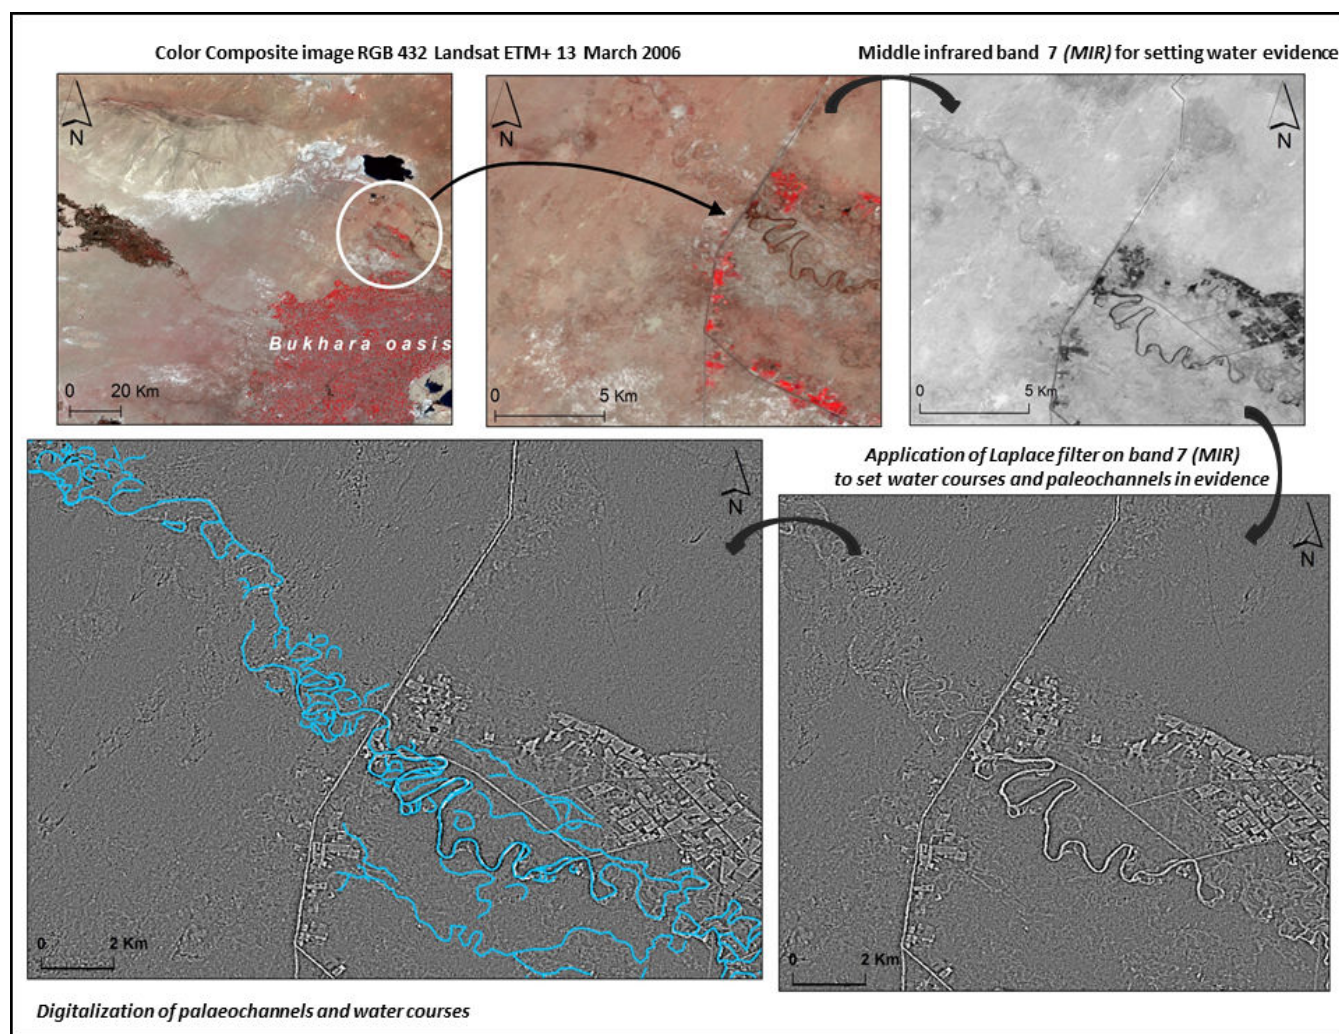 Color Composite image RGB 432 Landsat ETM+ 13 March 2006
Middle infrared band 7 (MIR) for setting water evidence
N
N
N
Bukhara oasis
0 20 Km
0 5 Km
0 5 Km
Application of Laplace filter on band 7 (MIR)
to set water courses and paleochannels in evidence
N
N
0 2 Km
0 2 Km
Digitalization of palaeochannels and water courses